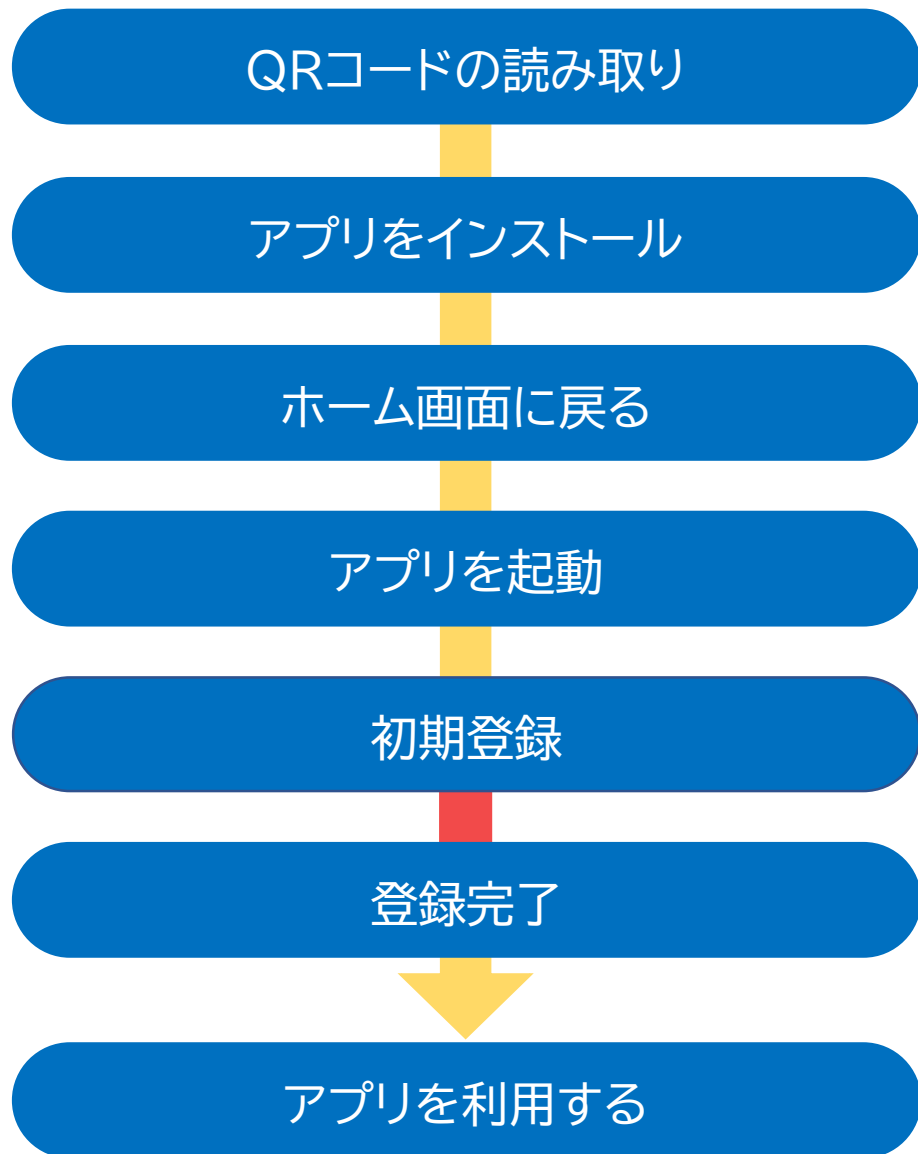 QRコードの読み取り
アプリをインストール
ホーム画面に戻る
アプリを起動
初期登録
登録完了
アプリを利用する